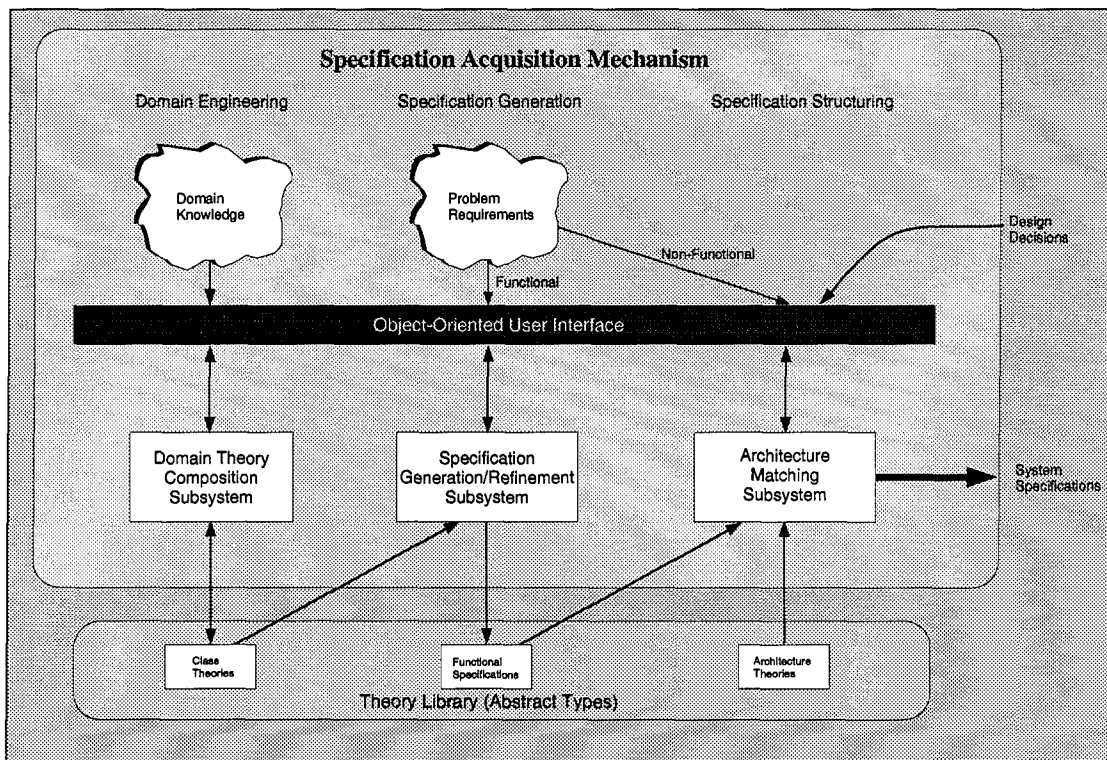 Specification Acquisition Mechanism
Domain Engineering
Specification Generation
Specification Structuring
Domain
Knowledge
Problem
Requirements
Design
Decisions
Non-Functional
Functional
Object-Oriented User Interface
Domain Theory
Composition
Subsystem
Specification
Generation/Refinement
Subsystem
Architecture
Matching
Subsystem
System
Specifications
Class
Theories
Functional
Specifications
Architecture
Theories
Theory Library (Abstract Types)